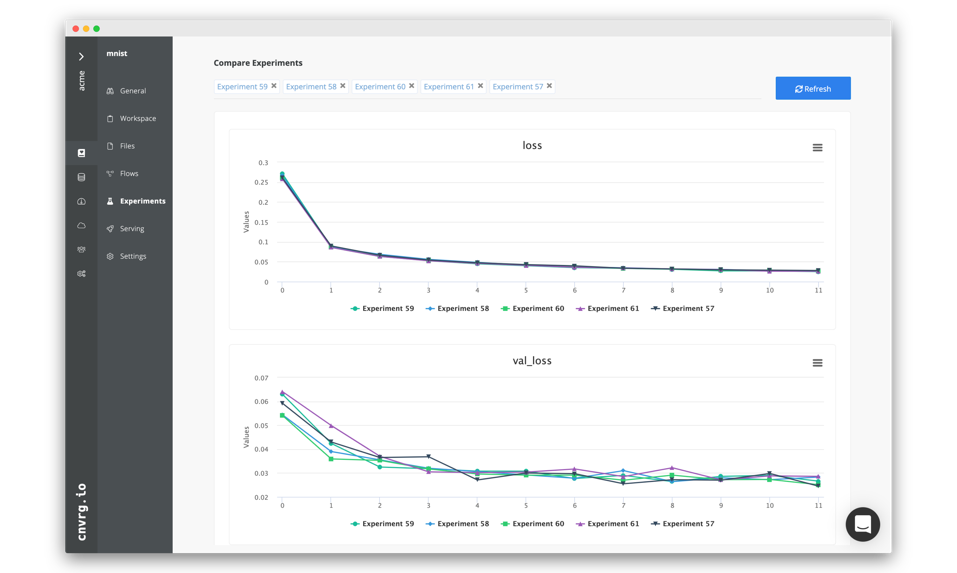 mnist
acme
General
Workspace
Files
Flows
Experiments
Serving
Settings
cnvrg.io
Compare Experiments
Experiment 59 Experiment 58 Experiment 60 Experiment 61 Experiment 57
Refresh
loss
Values
0.3
0.25
0.2
0.15
0.1
0.05
0
0 1 2 3 4 5 6 7 8 9 10 11
Experiment 59 Experiment 58 Experiment 60 Experiment 61 Experiment 57
val_loss
Values
0.07
0.06
0.05
0.04
0.03
0.02
0 1 2 3 4 5 6 7 8 9 10 11
Experiment 59 Experiment 58 Experiment 60 Experiment 61 Experiment 57